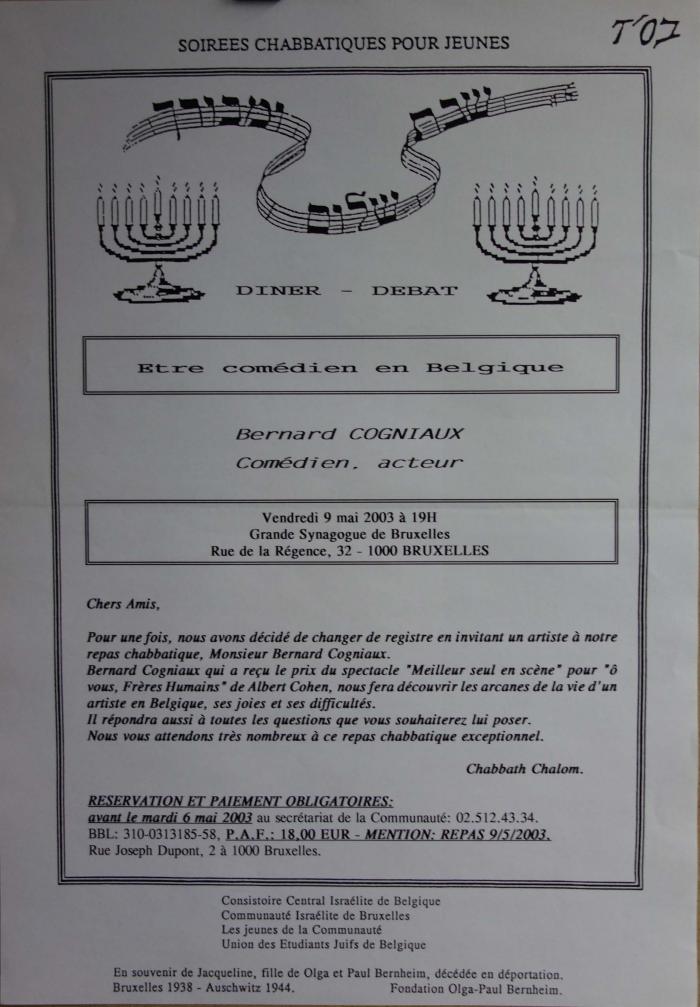 SOIREES CHABBATIQUES POUR JEUNES
DINER - DEBAT
Etre comédien en Belgique
Bernard COGNIAUX
Comédien. acteur
Vendredi 9 mai 2003 à 19H
Grande Synagogue de Bruxelles
Rue de la Régence, 32 - 1000 BRUXELLES
Chers Amis,
Pour une fois, nous avons décidé de changer de registre en invitant un artiste à notre
repas chabbatique, Monsieur Bernard Cogniaux.
Bernard Cogniaux qui a reçu le prix du spectacle "Meilleur seul en scène" pour "ô
vous, Frères Humains" de Albert Cohen, nous fera découvrir les arcanes de la vie d'un
artiste en Belgique, ses joies et ses difficultés.
Il répondra aussi à toutes les questions que vous souhaiterez lui poser.
Nous vous attendons très nombreux à ce repas chabbatique exceptionnel.
Chabbath Chalom.
RESERVATION ET PAIEMENT OBLIGATOIRES:
avant le mardi 6 mai 2003 au secrétariat de la Communauté: 02.512.43.34.
BBL: 310-0313185-58, P.A.F.: 18,00 EUR - MENTION: REPAS 9/5/2003.
Rue Joseph Dupont, 2 à 1000 Bruxelles.
Consistoire Central Israélite de Belgique
Communauté Israélite de Bruxelles
Les jeunes de la Communauté
Union des Etudiants Juifs de Belgique
En souvenir de Jacqueline, fille de Olga et Paul Bernheim, décédée en déportation.
Bruxelles 1938 - Auschwitz 1944. Fondation Olga-Paul Bernheim.